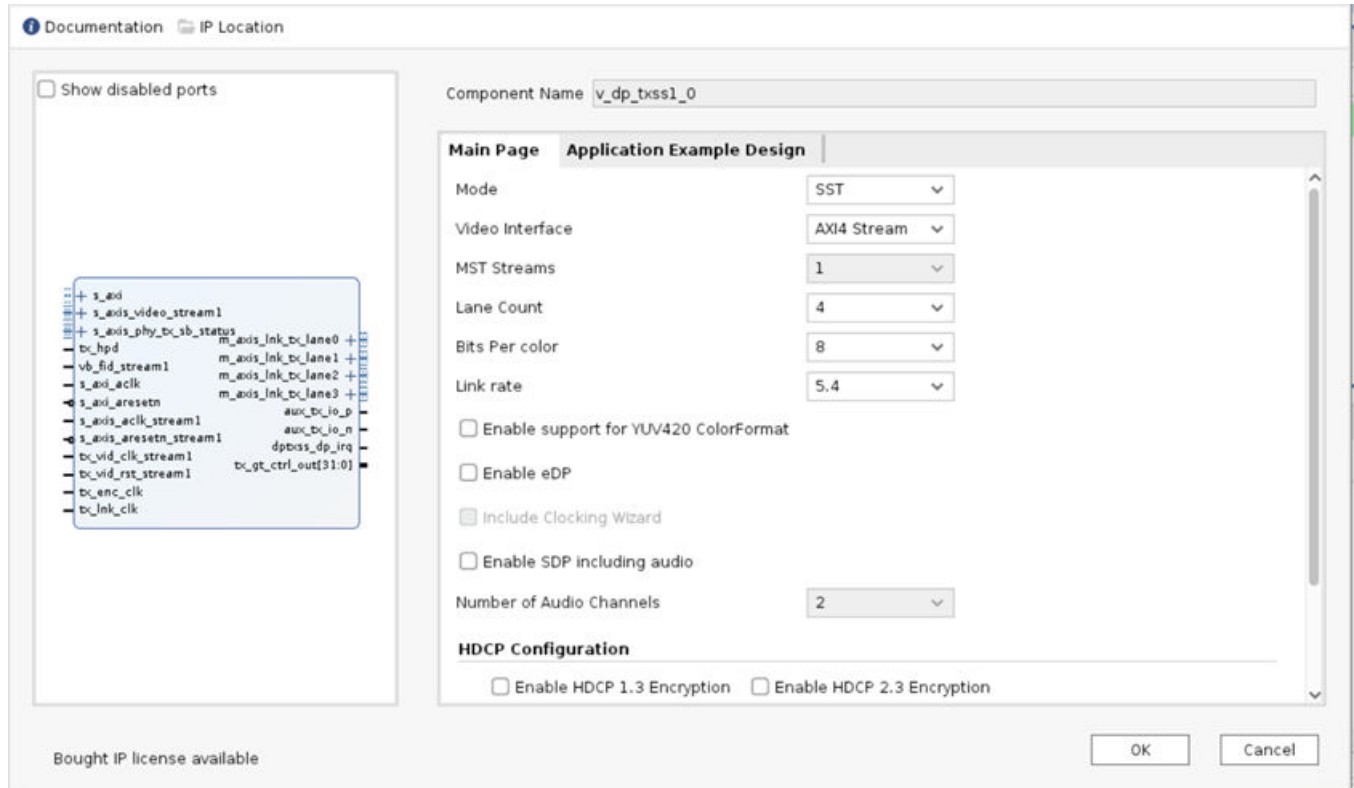 Documentation IP Location
Show disabled ports
s_axi
s_axis_video_stream1
s_axis_phy_tx_sb_status
tx_hpd
vb_fid_stream1
s_axi_aclk
s_axi_aresetn
s_axis_aclk_stream1
s_axis_aresetn_stream1
tx_vid_clk_stream1
tx_vid_rst_stream1
tx_enc_clk
tx_lnk_clk
m_axis_lnk_tx_lane0
m_axis_lnk_tx_lane1
m_axis_lnk_tx_lane2
m_axis_lnk_tx_lane3
aux_tx_io_p
aux_tx_io_n
dptxss_dp_irq
tx_gt_ctrl_out[31:0]
Component Name v_dp_txss1_0
Main Page Application Example Design
Mode SST
Video Interface AXI4 Stream
MST Streams 1
Lane Count 4
Bits Per color 8
Link rate 5.4
Enable support for YUV420 ColorFormat
Enable eDP
Include Clocking Wizard
Enable SDP including audio
Number of Audio Channels 2
HDCP Configuration
Enable HDCP 1.3 Encryption Enable HDCP 2.3 Encryption
Bought IP license available
OK Cancel